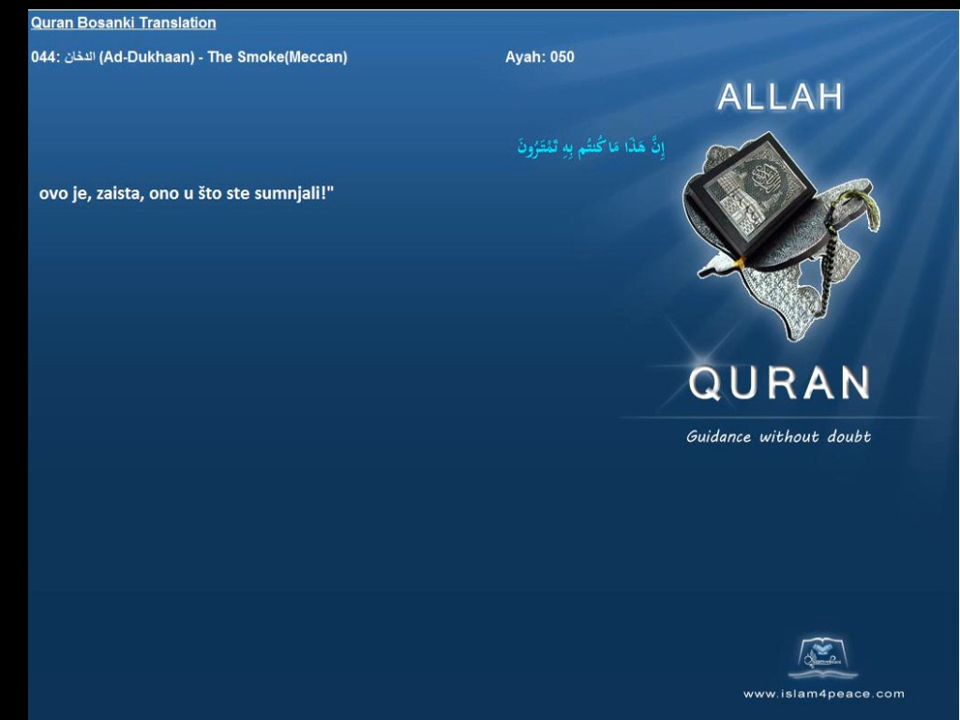 Quran Bosanki Translation
044: الدخان (Ad-Dukhaan) - The Smoke(Meccan)
Ayah: 050
ALLAH
إِنَّ هَذَا مَا كُنتُم بِهِ تَمْتَرُونَ
ovo je, zaista, ono u što ste sumnjali!"
QURAN
Guidance without doubt
www.islam4peace.com